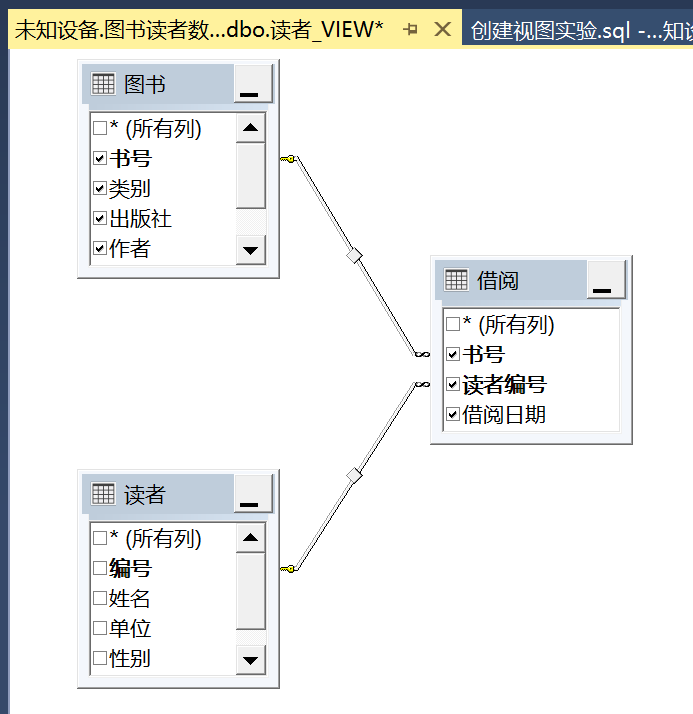 未知设备.图书读者数...dbo.读者_VIEW*
创建视图实验.sql -...知设
图书
* (所有列)
书号
类别
出版社
作者
借阅
* (所有列)
书号
读者编号
借阅日期
读者
* (所有列)
编号
姓名
单位
性别